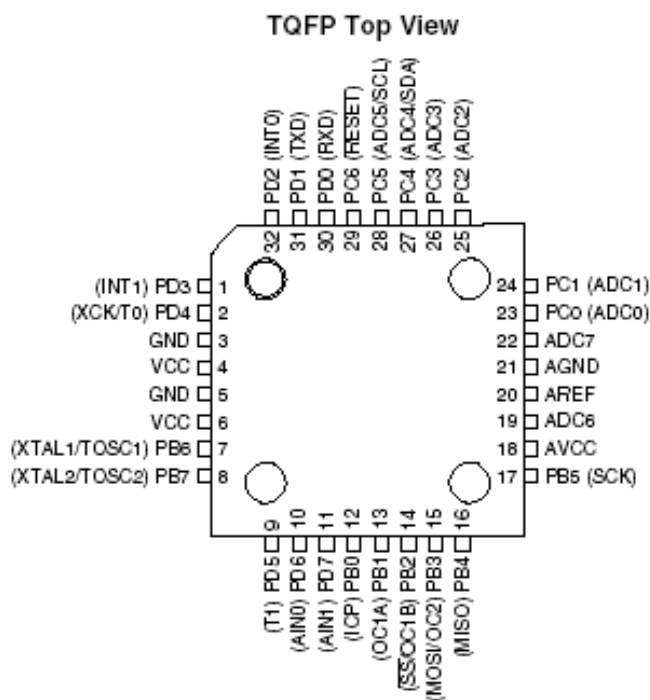 TQFP Top View
PD2 (INT0)
PD1 (TXD)
PD0 (RXD)
PC6 (RESET)
PC5 (ADC5/SCL)
PC4 (ADC4/SDA)
PC3 (ADC3)
PC2 (ADC2)
32 31 30 29 28 27 26 25
(INT1) PD3 1
(XCK/T0) PD4 2
GND 3
VCC 4
GND 5
VCC 6
(XTAL1/TOSC1) PB6 7
(XTAL2/TOSC2) PB7 8
24 PC1 (ADC1)
23 PC0 (ADC0)
22 ADC7
21 AGND
20 AREF
19 ADC6
18 AVCC
17 PB5 (SCK)
9 10 11 12 13 14 15 16
(T1) PD5
(AIN0) PD6
(AIN1) PD7
(ICP) PB0
(OC1A) PB1
(SS/OC1B) PB2
(MOSI/OC2) PB3
(MISO) PB4